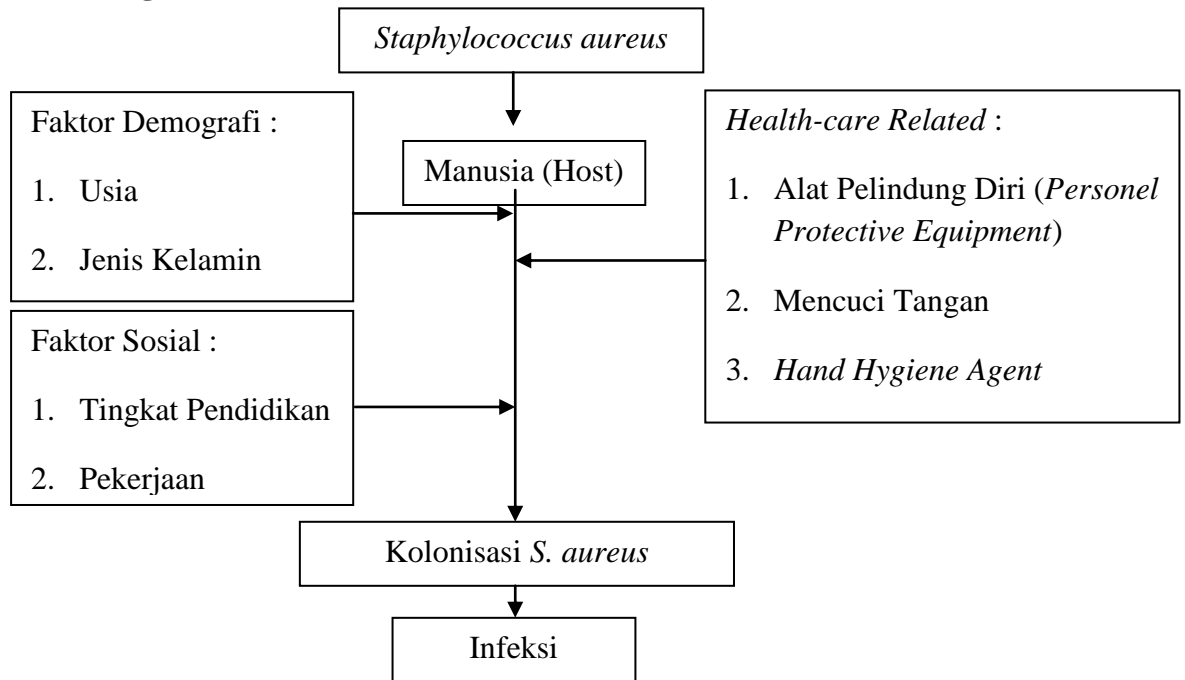 Staphylococcus aureus
Faktor Demografi :
1. Usia
2. Jenis Kelamin
Manusia (Host)
Health-care Related :
1. Alat Pelindung Diri (Personel
Protective Equipment)
2. Mencuci Tangan
3. Hand Hygiene Agent
Faktor Sosial :
1. Tingkat Pendidikan
2. Pekerjaan
Kolonisasi S. aureus
Infeksi